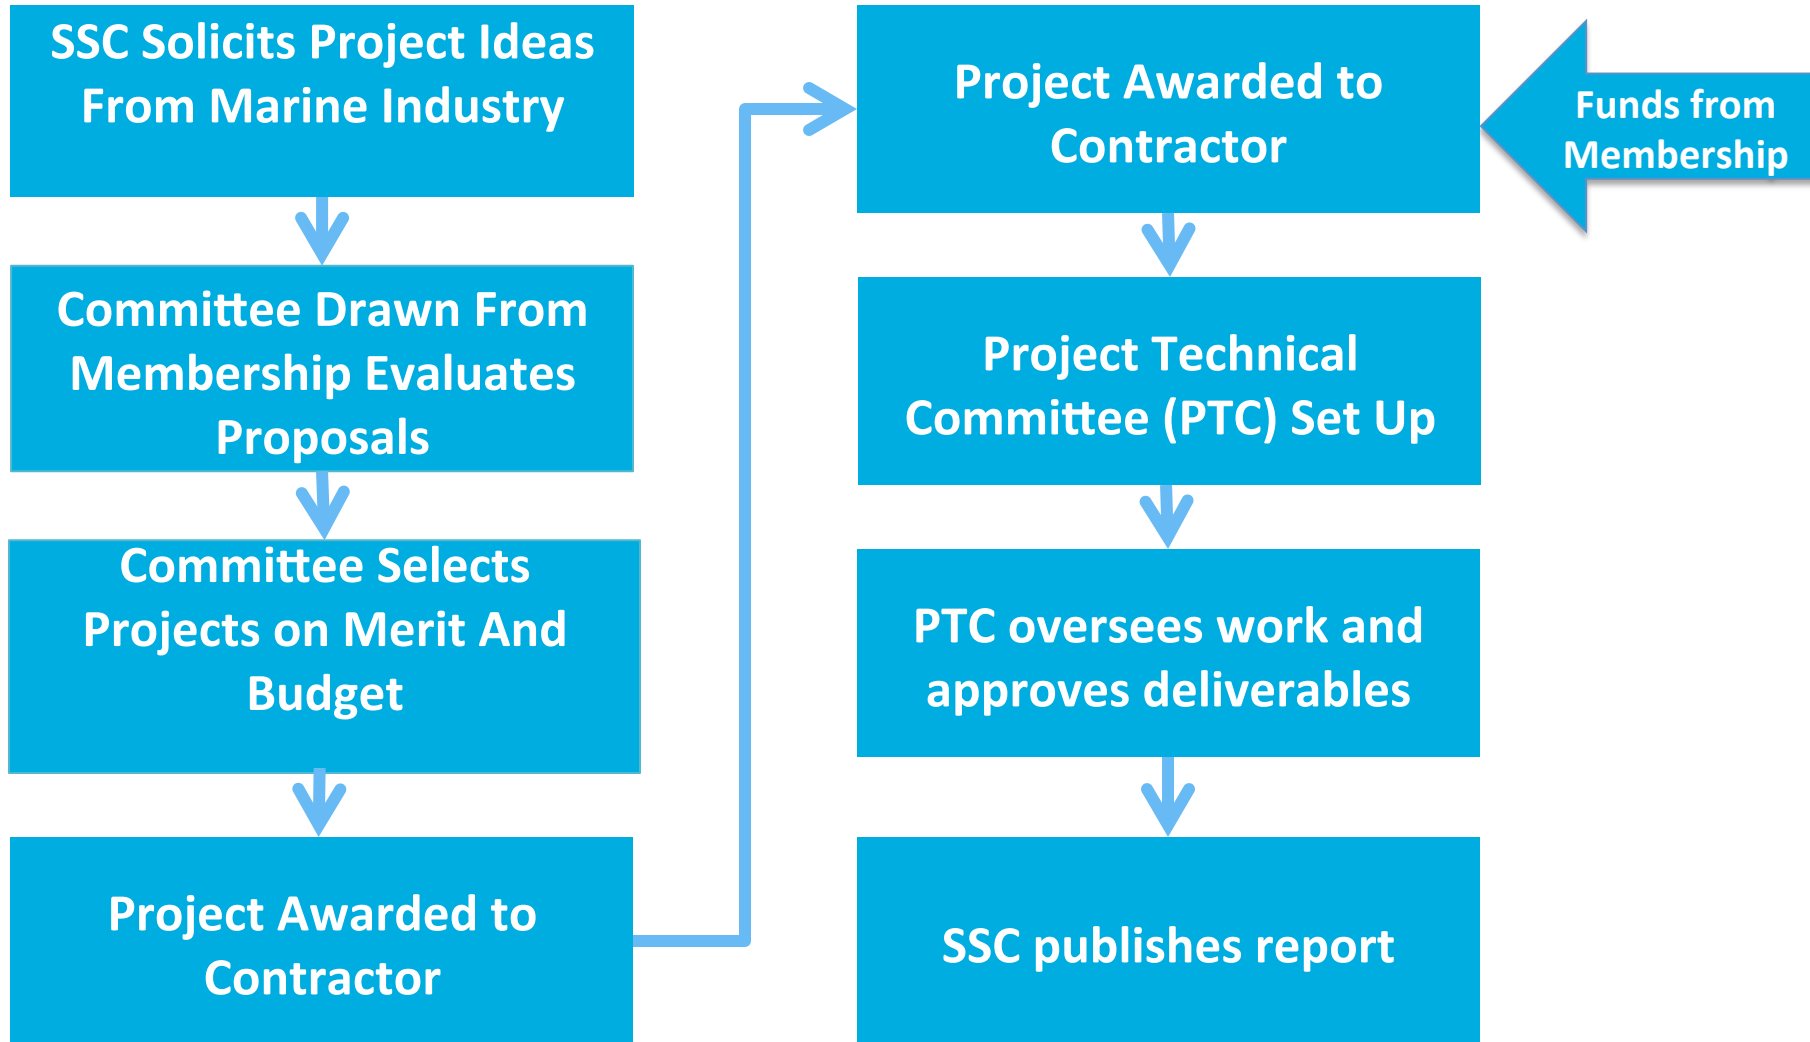 SSC Solicits Project Ideas
From Marine Industry
Committee Drawn From
Membership Evaluates
Proposals
Committee Selects
Projects on Merit And
Budget
Project Awarded to
Contractor
Project Awarded to
Contractor
Funds from
Membership
Project Technical
Committee (PTC) Set Up
PTC oversees work and
approves deliverables
SSC publishes report